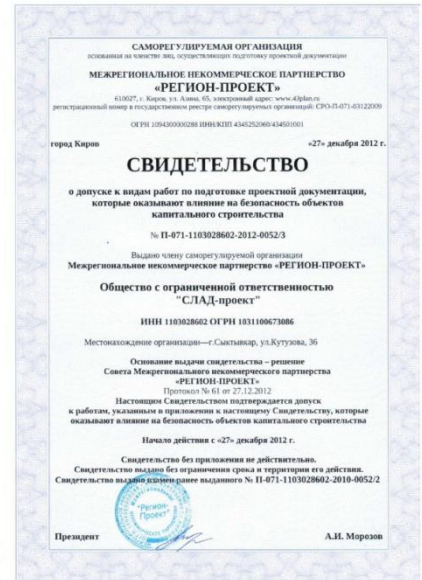 САМОРЕГУЛИРУЕМАЯ ОРГАНИЗАЦИЯ
основанная на членстве лиц, осуществляющих подготовку проектной документации
МЕЖРЕГИОНАЛЬНОЕ НЕКОММЕРЧЕСКОЕ ПАРТНЕРСТВО
«РЕГИОН-ПРОЕКТ»
610027, г. Киров, ул. Азина, 65, электронный адрес: www.43plan.ru
регистрационный номер в государственном реестре саморегулируемых организаций: СРО-П-071-03122009
ОГРН 1094300000288 ИНН/КПП 4345252060/434501001
город Киров «27» декабря 2012 г.
СВИДЕТЕЛЬСТВО
о допуске к видам работ по подготовке проектной документации,
которые оказывают влияние на безопасность объектов
капитального строительства
№ П-071-1103028602-2012-0052/3
Выдано члену саморегулируемой организации
Межрегиональное некоммерческое партнерство «РЕГИОН-ПРОЕКТ»
Общество с ограниченной ответственностью
"СЛАД-проект"
ИНН 1103028602 ОГРН 1031100673086
Местонахождение организации—г.Сыктывкар, ул.Кутузова, 36
Основание выдачи свидетельства – решение
Совета Межрегионального некоммерческого партнерства
«РЕГИОН-ПРОЕКТ»
Протокол № 61 от 27.12.2012
Настоящим Свидетельством подтверждается допуск
к работам, указанным в приложении к настоящему Свидетельству, которые
оказывают влияние на безопасность объектов капитального строительства
Начало действия с «27» декабря 2012 г.
Свидетельство без приложения не действительно.
Свидетельство выдано без ограничения срока и территории его действия.
Свидетельство выдано взамен ранее выданного № П-071-1103028602-2010-0052/2
"Регион-
Проект"
Президент А.И. Морозов